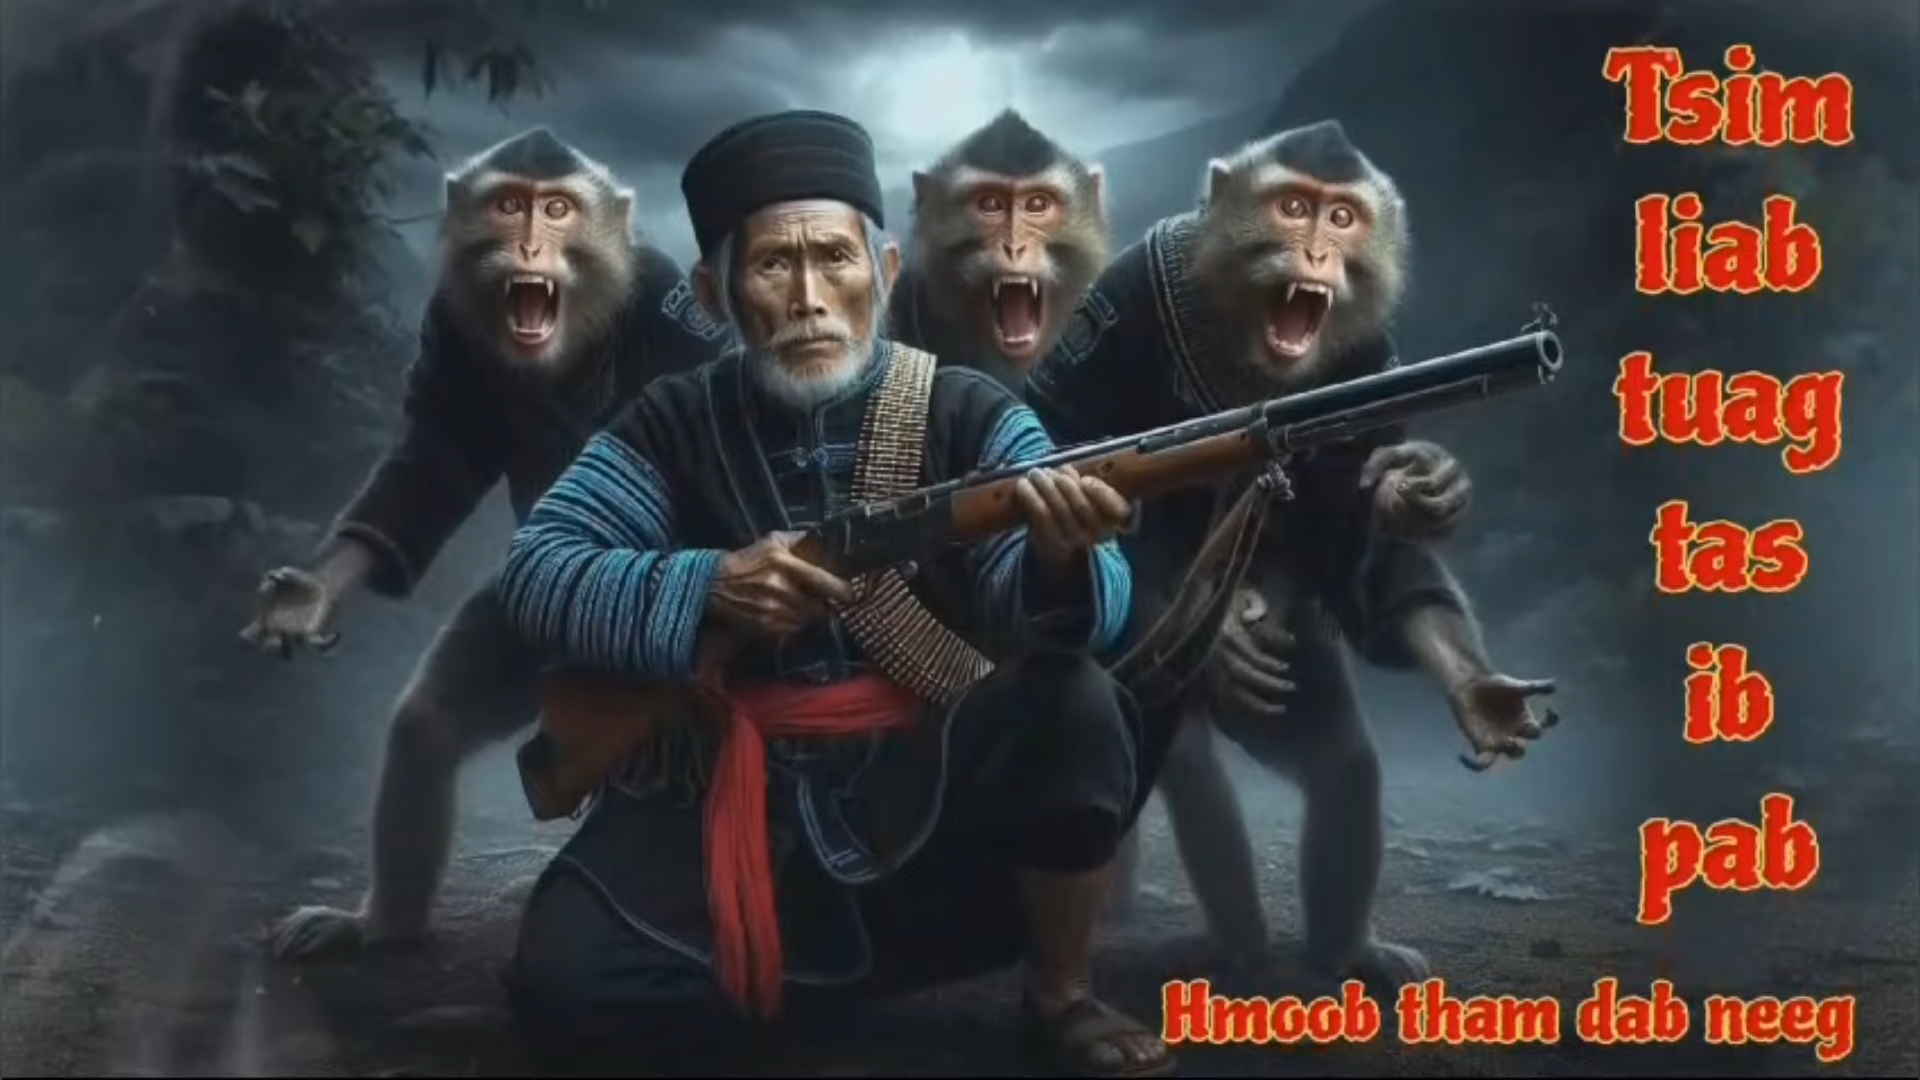 Tsim
liab
tuag
tas
ib
pab
Hmoob tham dab neeg